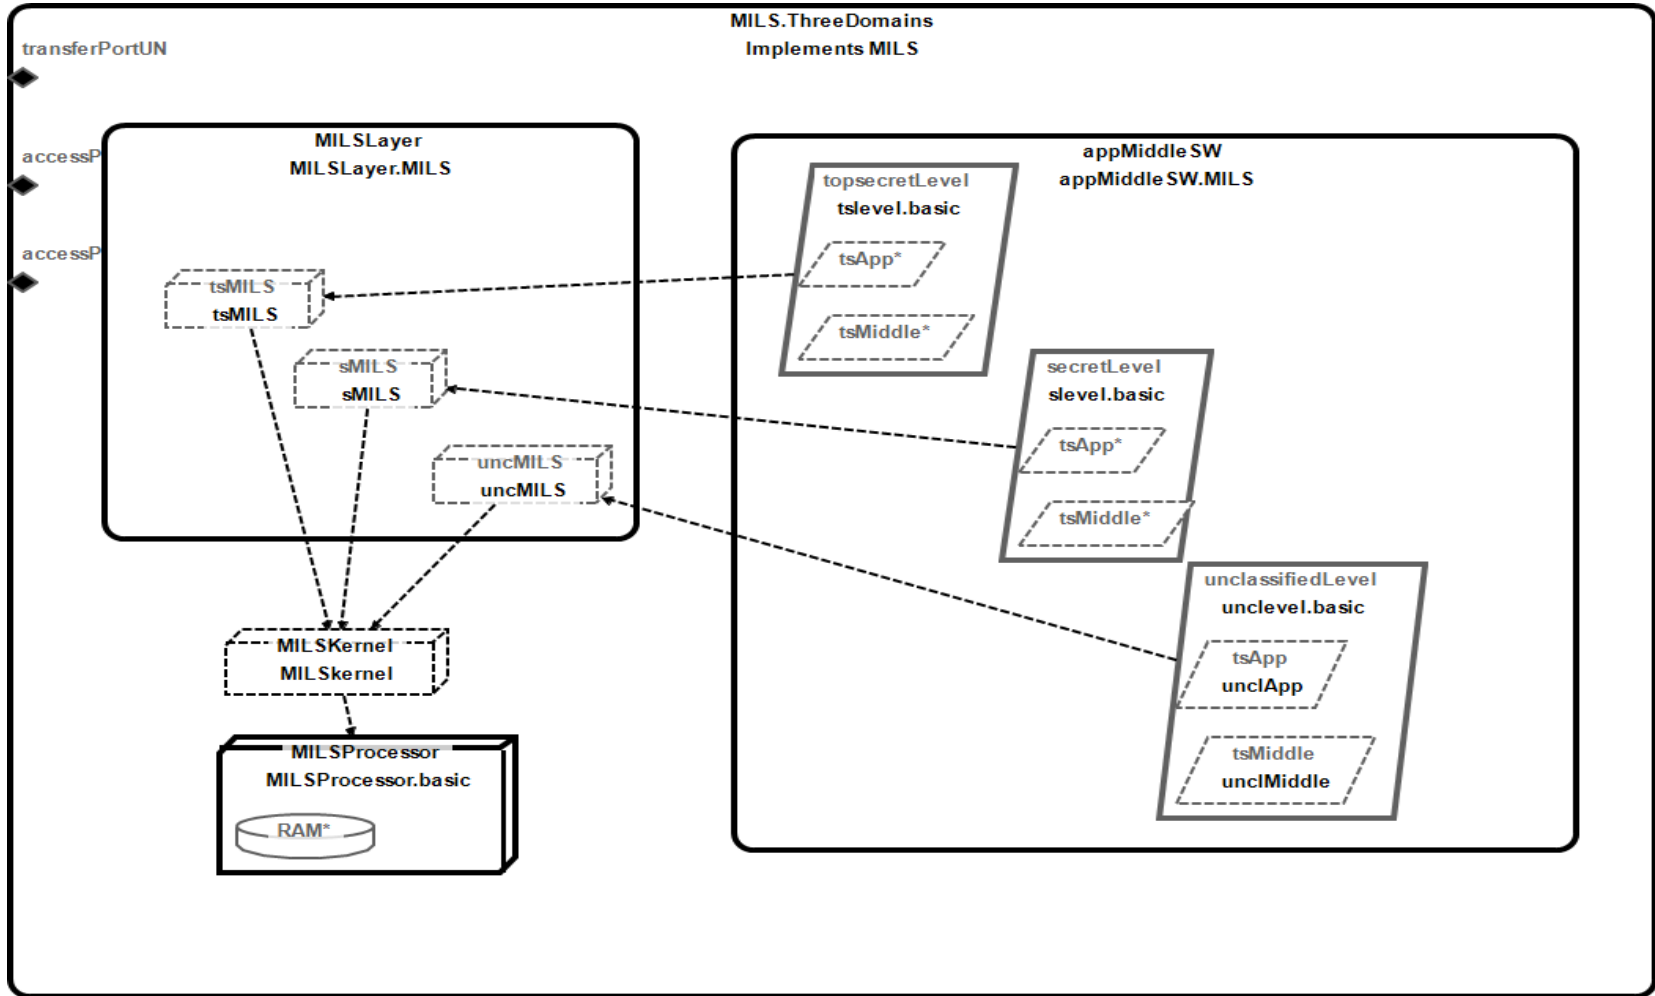 MILS.ThreeDomains
Implements MILS
transferPortUN
accessP
accessP
MILSLayer
MILSLayer.MILS
tsMILS
tsMILS
sMILS
sMILS
uncMILS
uncMILS
MILSKernel
MILSkernel
MILSProcessor
MILSProcessor.basic
RAM*
appMiddleSW
appMiddleSW.MILS
topsecretLevel
tslevel.basic
tsApp*
tsMiddle*
secretLevel
slevel.basic
tsApp*
tsMiddle*
unclassifiedLevel
unclevel.basic
tsApp
unclApp
tsMiddle
unclMiddle